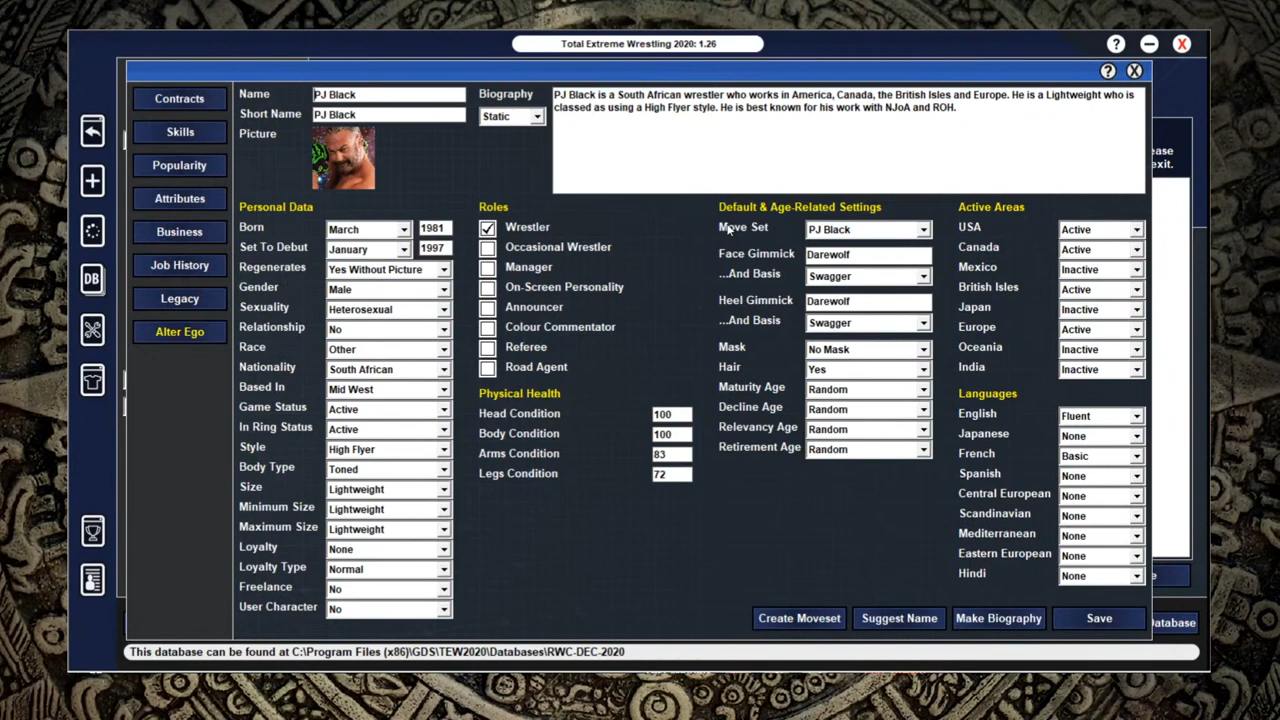 Total Extreme Wrestling 2020: 1.26
? X
? X
Contracts
Skills
Popularity
Attributes
Business
Job History
Legacy
Alter Ego
DB
Name PJ Black
Short Name PJ Black
Picture
Biography
Static
PJ Black is a South African wrestler who works in America, Canada, the British Isles and Europe. He is a Lightweight who is
classed as using a High Flyer style. He is best known for his work with NJoA and ROH.
Personal Data
Born March 1981
Set To Debut January 1997
Regenerates Yes Without Picture
Gender Male
Sexuality Heterosexual
Relationship No
Race Other
Nationality South African
Based In Mid West
Game Status Active
In Ring Status Active
Style High Flyer
Body Type Toned
Size Lightweight
Minimum Size Lightweight
Maximum Size Lightweight
Loyalty None
Loyalty Type Normal
Freelance No
User Character No
Roles
Wrestler
Occasional Wrestler
Manager
On-Screen Personality
Announcer
Colour Commentator
Referee
Road Agent
Physical Health
Head Condition 100
Body Condition 100
Arms Condition 83
Legs Condition 72
Default & Age-Related Settings
Move Set PJ Black
Face Gimmick Darewolf
...And Basis Swagger
Heel Gimmick Darewolf
...And Basis Swagger
Mask No Mask
Hair Yes
Maturity Age Random
Decline Age Random
Relevancy Age Random
Retirement Age Random
Active Areas
USA Active
Canada Active
Mexico Inactive
British Isles Active
Japan Inactive
Europe Active
Oceania Inactive
India Inactive
Languages
English Fluent
Japanese None
French Basic
Spanish None
Central European None
Scandinavian None
Mediterranean None
Eastern European None
Hindi None
ease
exit.
e
atabase
Create Moveset Suggest Name Make Biography Save
This database can be found at C:\Program Files (x86)\GDS\TEW2020\Databases\RWC-DEC-2020